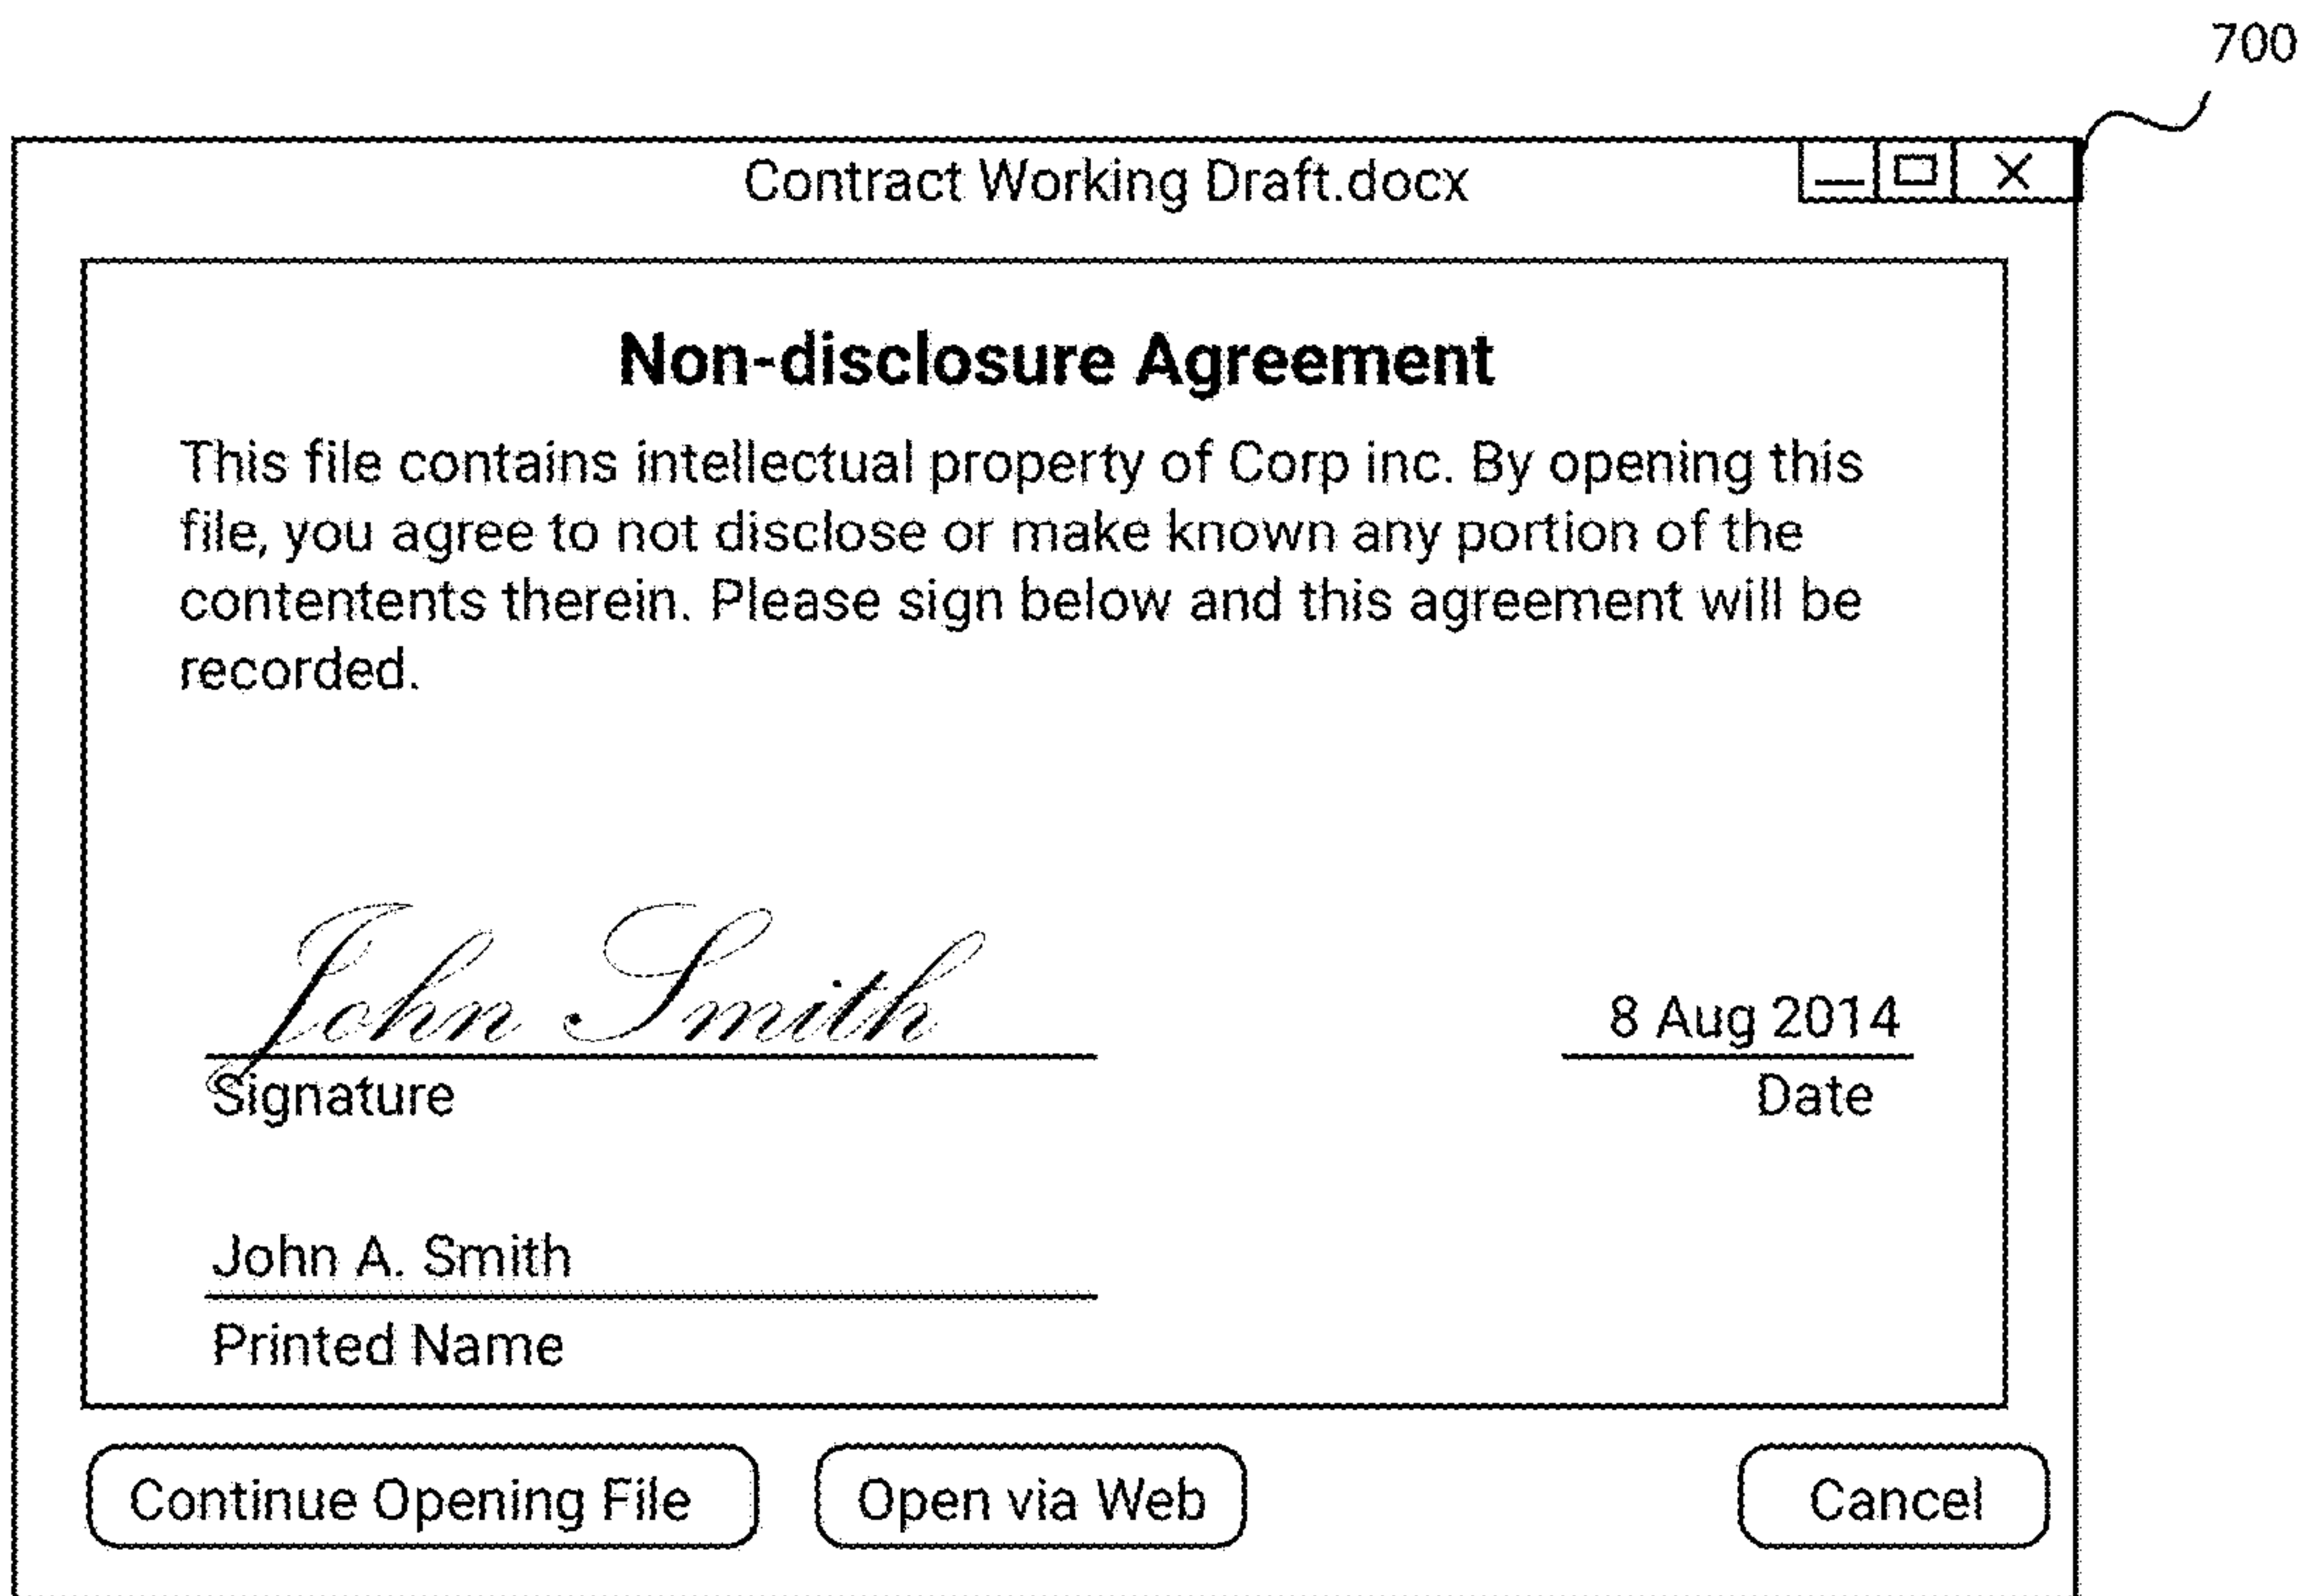 700
Contract Working Draft.docx
Non-disclosure Agreement
This file contains intellectual property of Corp inc. By opening this
file, you agree to not disclose or make known any portion of the
contentents therein. Please sign below and this agreement will be
recorded.
John Smith
8 Aug 2014
Signature
Date
John A. Smith
Printed Name
Continue Opening File
Open via Web
Cancel